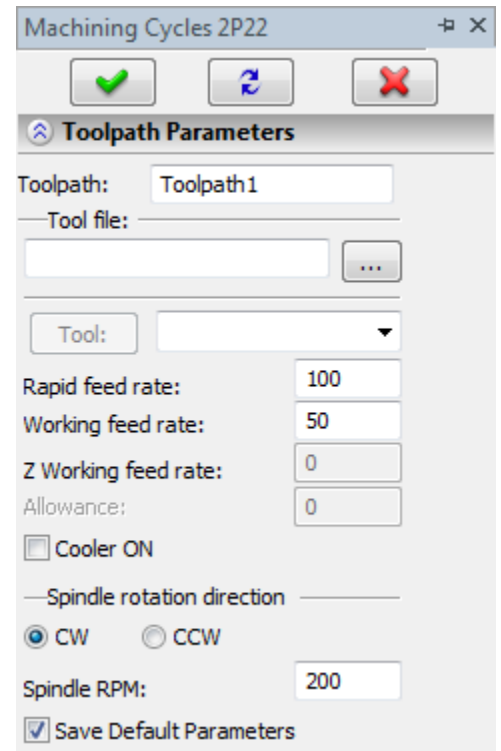 Machining Cycles 2P22
Toolpath Parameters
Toolpath: Toolpath1
Tool file:
...
Tool:
Rapid feed rate: 100
Working feed rate: 50
Z Working feed rate: 0
Allowance: 0
Cooler ON
Spindle rotation direction
CW CCW
Spindle RPM: 200
Save Default Parameters